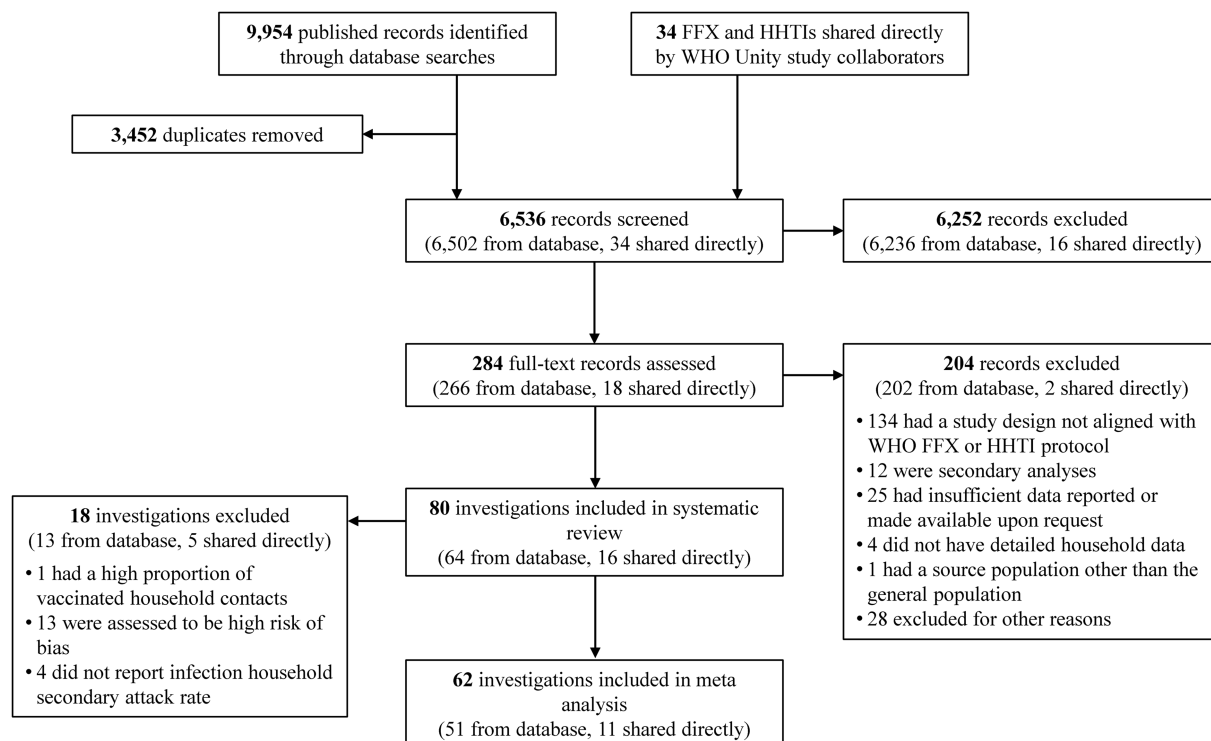 9,954 published records identified
through database searches
34 FFX and HHTIs shared directly
by WHO Unity study collaborators
3,452 duplicates removed
6,536 records screened
(6,502 from database, 34 shared directly)
6,252 records excluded
(6,236 from database, 16 shared directly)
284 full-text records assessed
(266 from database, 18 shared directly)
204 records excluded
(202 from database, 2 shared directly)
• 134 had a study design not aligned with
WHO FFX or HHTI protocol
• 12 were secondary analyses
• 25 had insufficient data reported or
made available upon request
• 4 did not have detailed household data
• 1 had a source population other than the
general population
• 28 excluded for other reasons
80 investigations included in systematic
review
(64 from database, 16 shared directly)
18 investigations excluded
(13 from database, 5 shared directly)
• 1 had a high proportion of
vaccinated household contacts
• 13 were assessed to be high risk of
bias
• 4 did not report infection household
secondary attack rate
62 investigations included in meta
analysis
(51 from database, 11 shared directly)